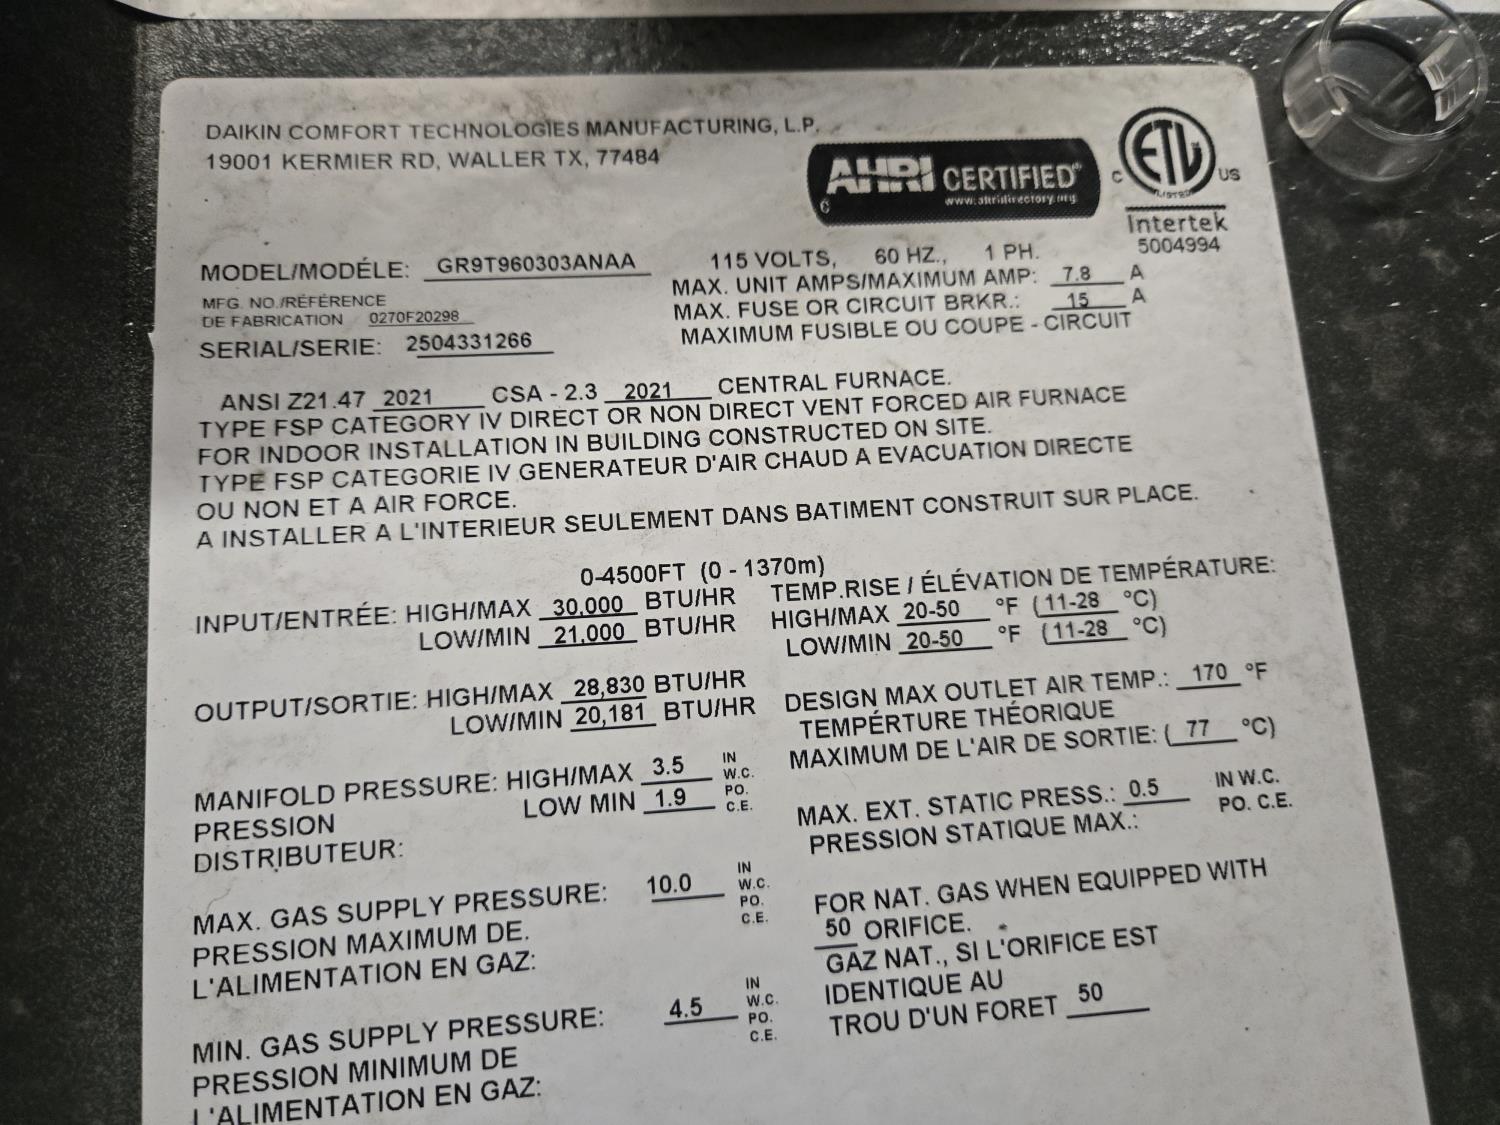 DAIKIN COMFORT TECHNOLOGIES MANUFACTURING, L.P.
19001 KERMIER RD, WALLER TX, 77484
AHRI CERTIFIED®
www.ahridirectory.org
C
ETL
LISTED
C US
Intertek
5004994
MODEL/MODÉLE: GR9T960303ANAA
MFG. NO./RÉFÉRENCE
DE FABRICATION 0270F20298
SERIAL/SERIE: 2504331266
115 VOLTS, 60 HZ., 1 PH.
MAX. UNIT AMPS/MAXIMUM AMP: 7.8 A
MAX. FUSE OR CIRCUIT BRKR.: 15 A
MAXIMUM FUSIBLE OU COUPE - CIRCUIT
ANSI Z21.47 2021 CSA - 2.3 2021 CENTRAL FURNACE.
TYPE FSP CATEGORY IV DIRECT OR NON DIRECT VENT FORCED AIR FURNACE
FOR INDOOR INSTALLATION IN BUILDING CONSTRUCTED ON SITE.
TYPE FSP CATEGORIE IV GENERATEUR D'AIR CHAUD A EVACUATION DIRECTE
OU NON ET A AIR FORCE.
A INSTALLER A L'INTERIEUR SEULEMENT DANS BATIMENT CONSTRUIT SUR PLACE.
0-4500FT (0 - 1370m)
INPUT/ENTRÉE: HIGH/MAX 30,000 BTU/HR
LOW/MIN 21,000 BTU/HR
OUTPUT/SORTIE: HIGH/MAX 28,830 BTU/HR
LOW/MIN 20,181 BTU/HR
MANIFOLD PRESSURE: HIGH/MAX 3.5 IN W.C.
LOW MIN 1.9 PO. C.E.
PRESSION
DISTRIBUTEUR:
MAX. GAS SUPPLY PRESSURE: 10.0 IN W.C. PO. C.E.
PRESSION MAXIMUM DE.
L'ALIMENTATION EN GAZ:
MIN. GAS SUPPLY PRESSURE: 4.5 IN W.C. PO. C.E.
PRESSION MINIMUM DE
L'ALIMENTATION EN GAZ:
TEMP.RISE / ÉLÉVATION DE TEMPÉRATURE:
HIGH/MAX 20-50 °F (11-28 °C)
LOW/MIN 20-50 °F (11-28 °C)
DESIGN MAX OUTLET AIR TEMP.: 170 °F
TEMPÉRTURE THÉORIQUE
MAXIMUM DE L'AIR DE SORTIE: (77 °C)
MAX. EXT. STATIC PRESS.: 0.5 IN W.C.
PRESSION STATIQUE MAX.: PO. C.E.
FOR NAT. GAS WHEN EQUIPPED WITH
50 ORIFICE.
GAZ NAT., SI L'ORIFICE EST
IDENTIQUE AU
TROU D'UN FORET 50